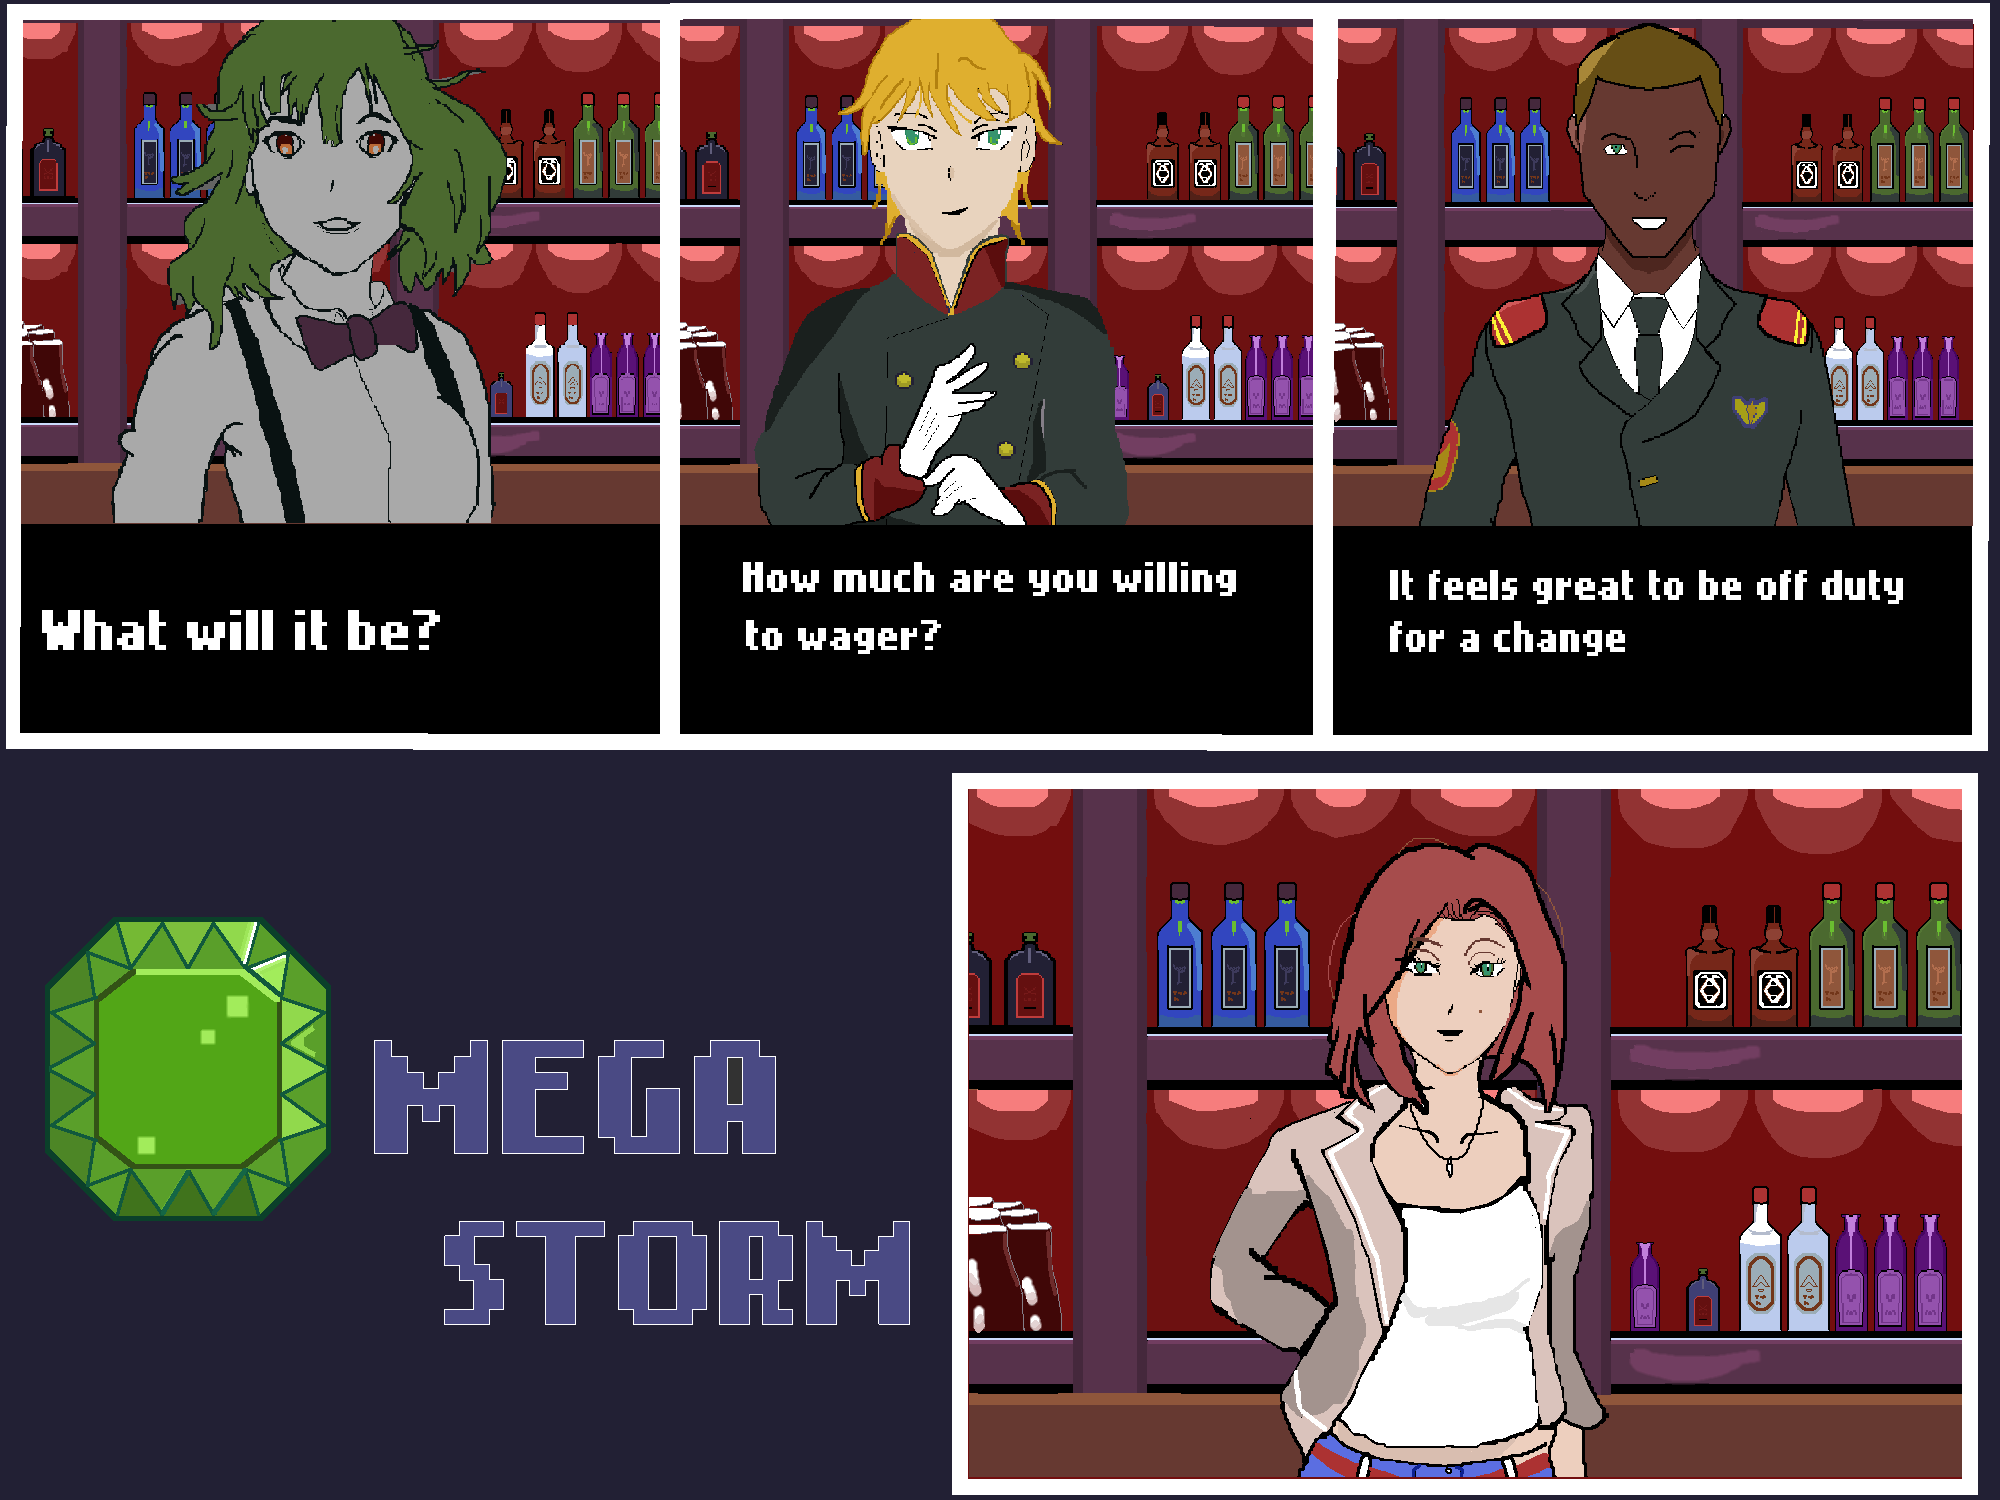 What will it be?
How much are you willing
to wager?
It feels great to be off duty
for a change
MEGA
STORM